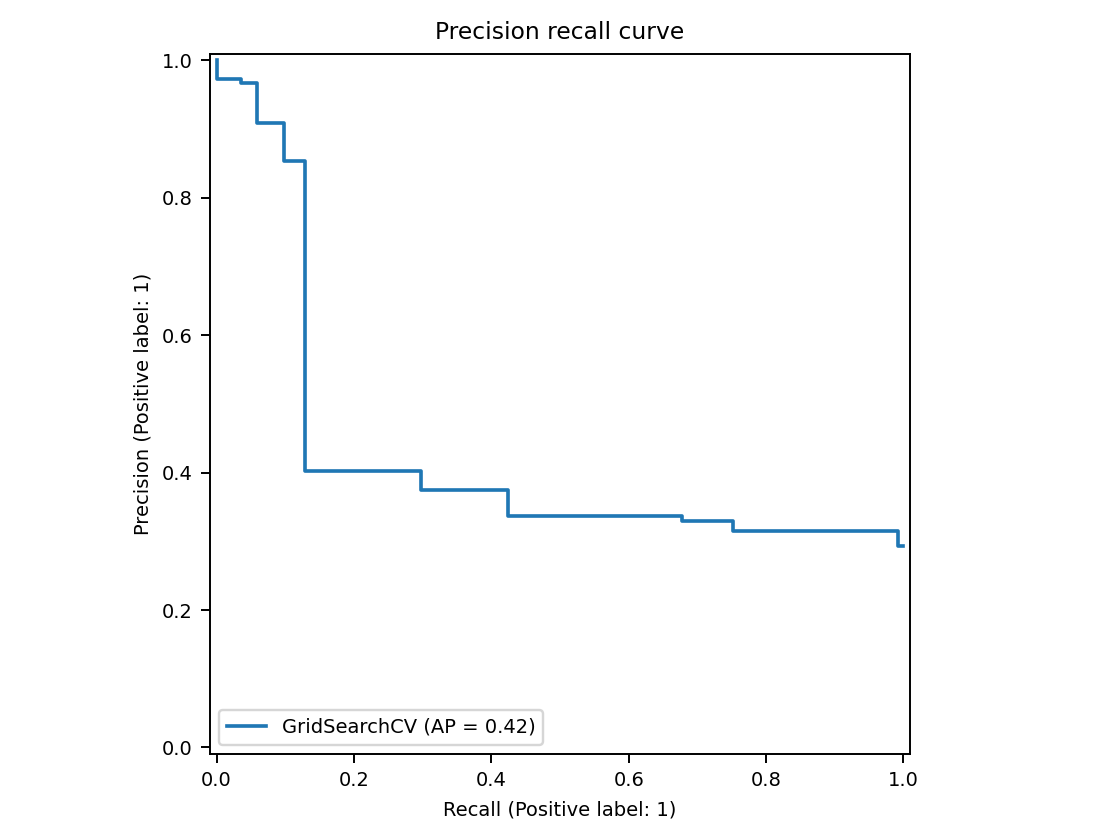 Precision recall curve
1.0
0.8
0.6
0.4
0.2
0.0
Precision (Positive label: 1)
GridSearchCV (AP = 0.42)
0.0 0.2 0.4 0.6 0.8 1.0
Recall (Positive label: 1)